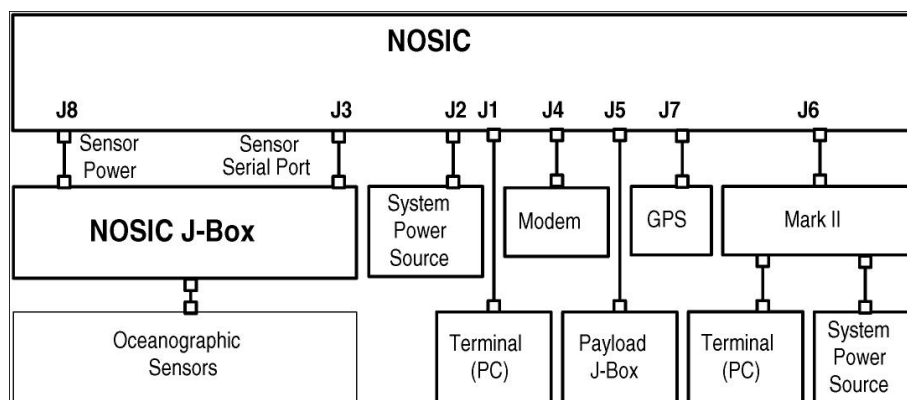 NOSIC
J8
J3
J2
J1
J4
J5
J7
J6
Sensor
Power
Sensor
Serial Port
NOSIC J-Box
System
Power
Source
Modem
GPS
Mark II
Oceanographic
Sensors
Terminal
(PC)
Payload
J-Box
Terminal
(PC)
System
Power
Source